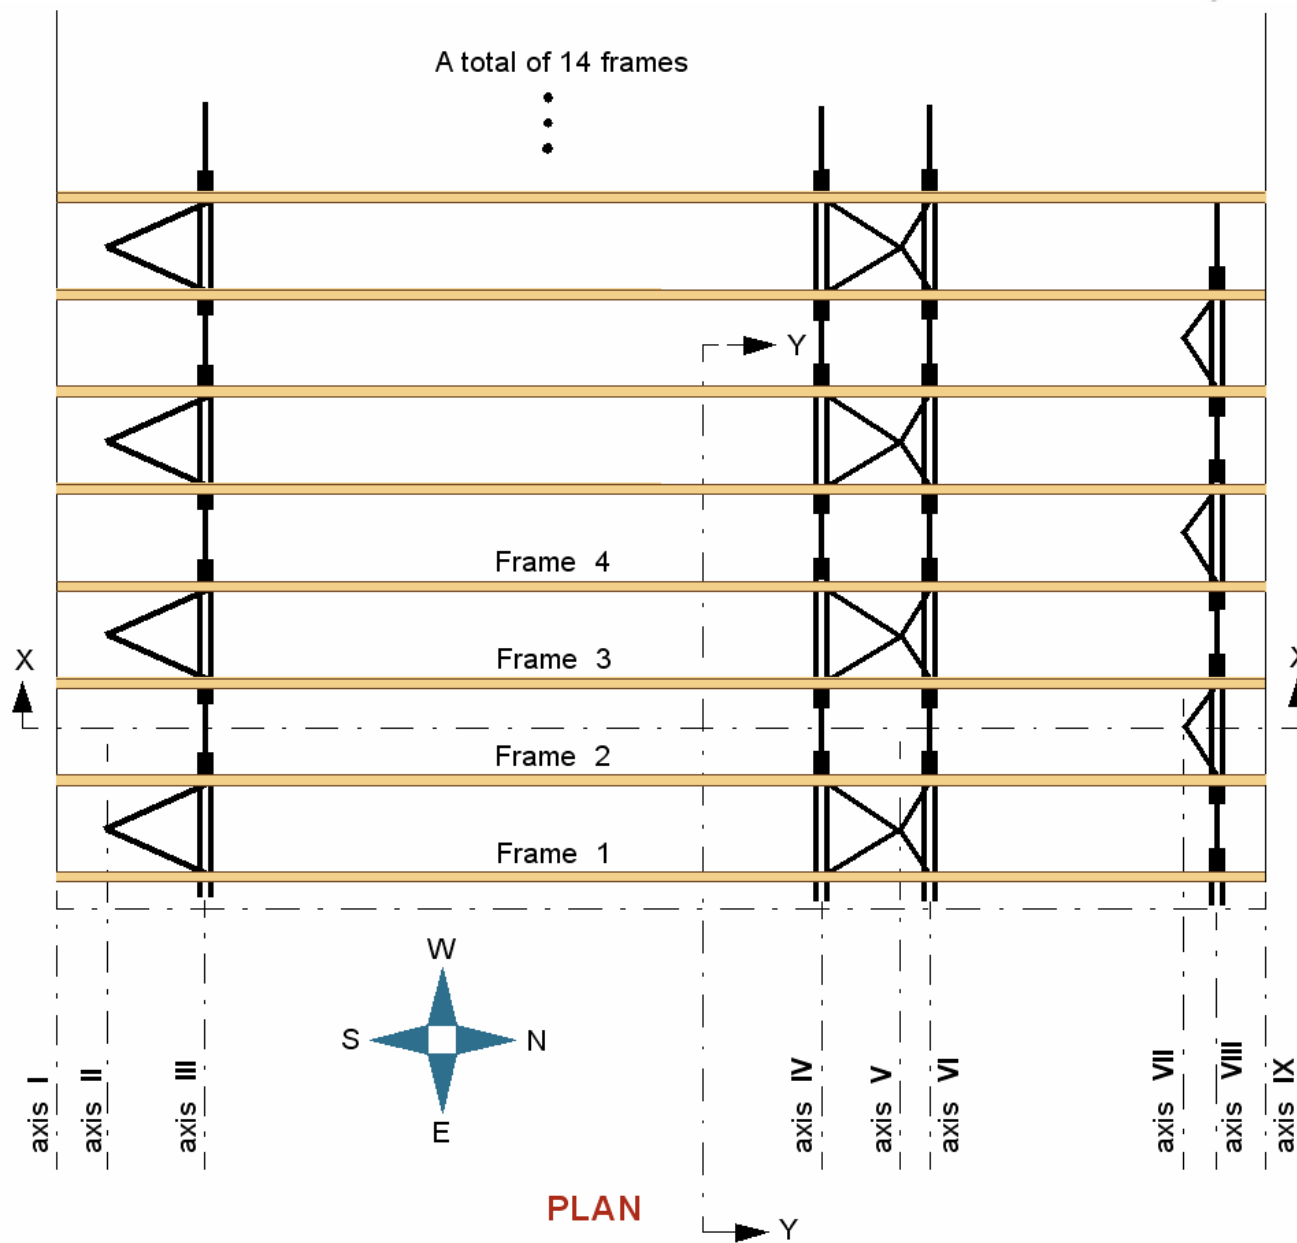 A total of 14 frames
Y
Frame 4
X
Frame 3
X
Frame 2
Frame 1
W
S
N
E
axis I
axis II
axis III
axis IV
axis V
axis VI
axis VII
axis VIII
axis IX
PLAN
Y